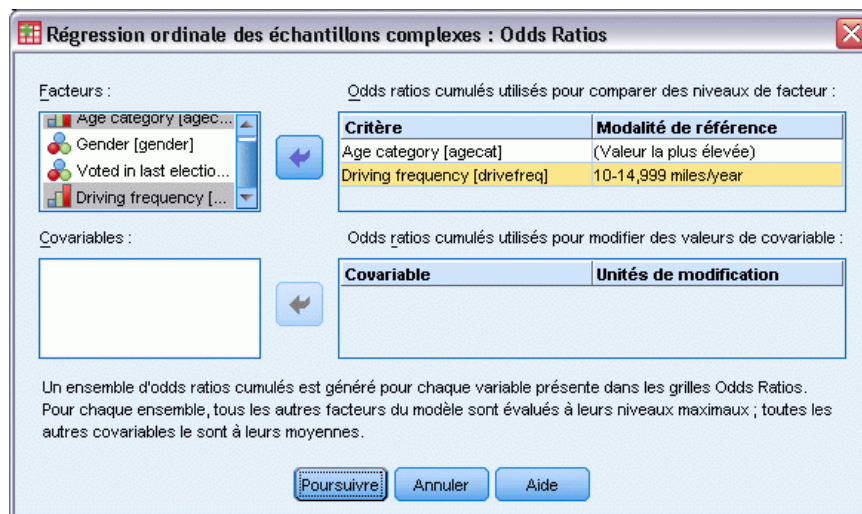 Régression ordinale des échantillons complexes : Odds Ratios
Facteurs :
Age category [agec...
Gender [gender]
Voted in last electio...
Driving frequency [...
Odds ratios cumulés utilisés pour comparer des niveaux de facteur :
Critère Modalité de référence
Age category [agecat] (Valeur la plus élevée)
Driving frequency [drivefreq] 10-14,999 miles/year
Covariables :
Odds ratios cumulés utilisés pour modifier des valeurs de covariable :
Covariable Unités de modification
Un ensemble d'odds ratios cumulés est généré pour chaque variable présente dans les grilles Odds Ratios.
Pour chaque ensemble, tous les autres facteurs du modèle sont évalués à leurs niveaux maximaux ; toutes les
autres covariables le sont à leurs moyennes.
Poursuivre Annuler Aide